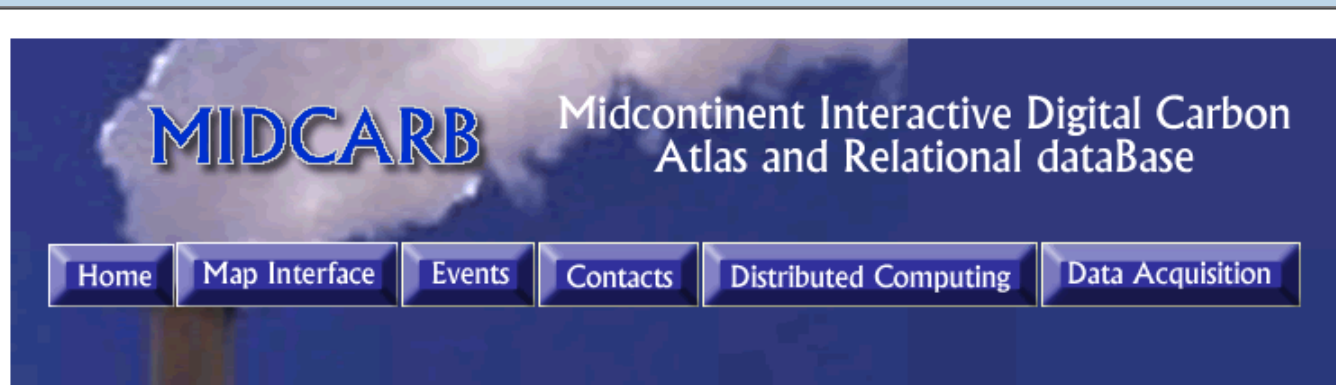 MIDCARB
Midcontinent Interactive Digital Carbon
Atlas and Relational dataBase
Home
Map Interface
Events
Contacts
Distributed Computing
Data Acquisition